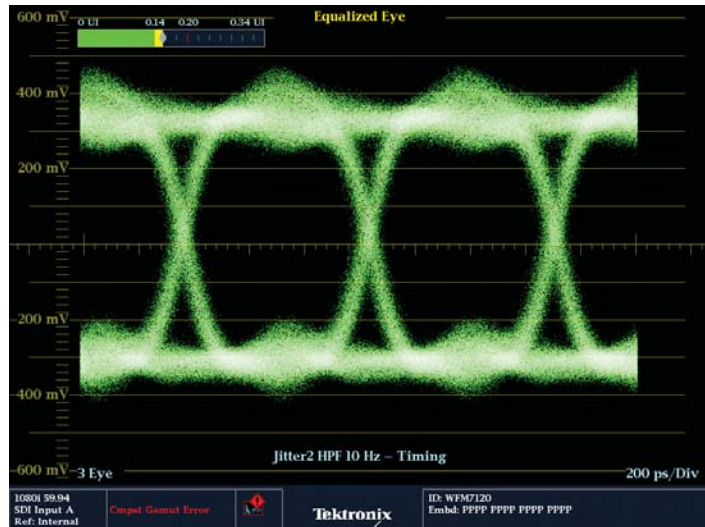 600 mV
0 UI 0.14 0.20 0.34 UI
Equalized Eye
400 mV
200 mV
-200 mV
-400 mV
Jitter2 HPF 10 Hz – Timing
-600 mV 3 Eye 200 ps/Div
1080i 59.94
SDI Input A
Ref: Internal
Cmpst Gamut Error
Tektronix
ID: WFM7120
Embd: PPPP PPPP PPPP PPPP